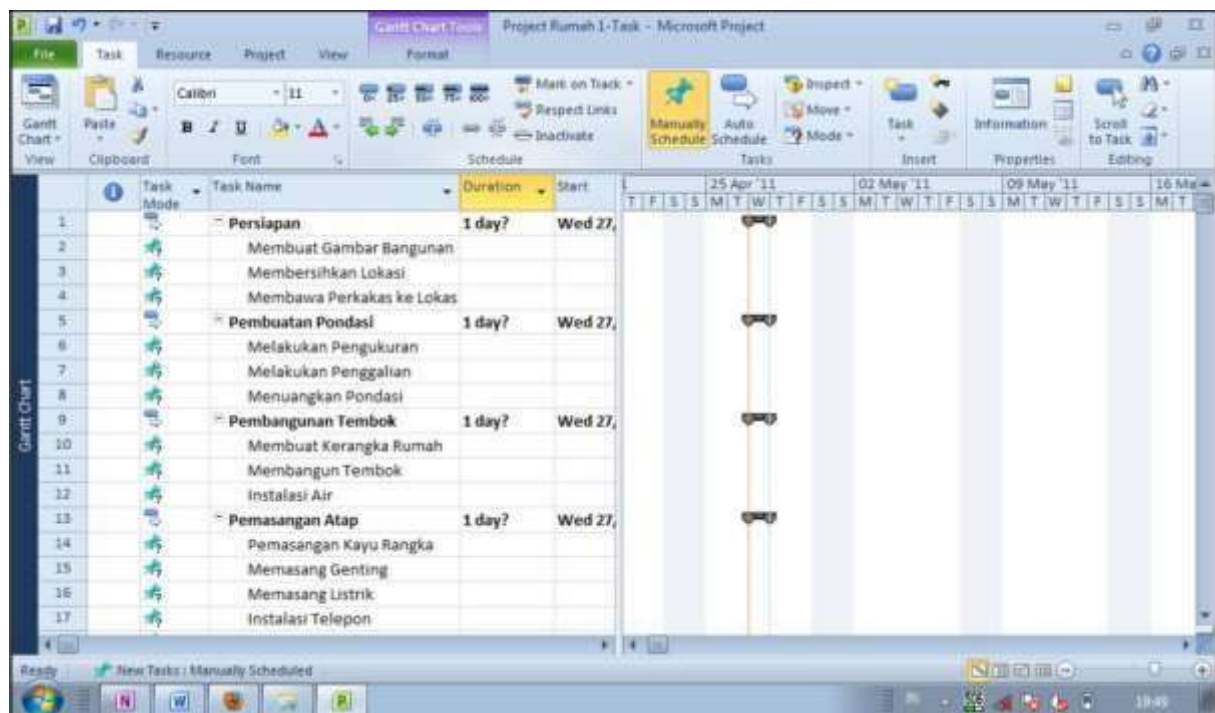 Gantt Chart Tools
Project Rumah 1-Task - Microsoft Project
File Task Resource Project View Format
Gantt Chart
Paste
Calibri 11
B I U
Mark on Track
Respect Links
Inactivate
Manually Schedule
Auto Schedule
Inspect
Move
Mode
Task
Information
Scroll to Task
View Clipboard Font Schedule Tasks Insert Properties Editing
Task Mode Task Name Duration Start
25 Apr '11 02 May '11 09 May '11
T F S S M T W T F S S M T W T F S S M T W T F S S M T
1 Persiapan 1 day? Wed 27,
2 Membuat Gambar Bangunan
3 Membersihkan Lokasi
4 Membawa Perkakas ke Lokas
5 Pembuatan Pondasi 1 day? Wed 27,
6 Melakukan Pengukuran
7 Melakukan Penggalian
8 Menuangkan Pondasi
9 Pembangunan Tembok 1 day? Wed 27,
10 Membuat Kerangka Rumah
11 Membangun Tembok
12 Instalasi Air
13 Pemasangan Atap 1 day? Wed 27,
14 Pemasangan Kayu Rangka
15 Memasang Genting
16 Memasang Listrik
17 Instalasi Telepon
Gantt Chart
Ready New Tasks : Manually Scheduled